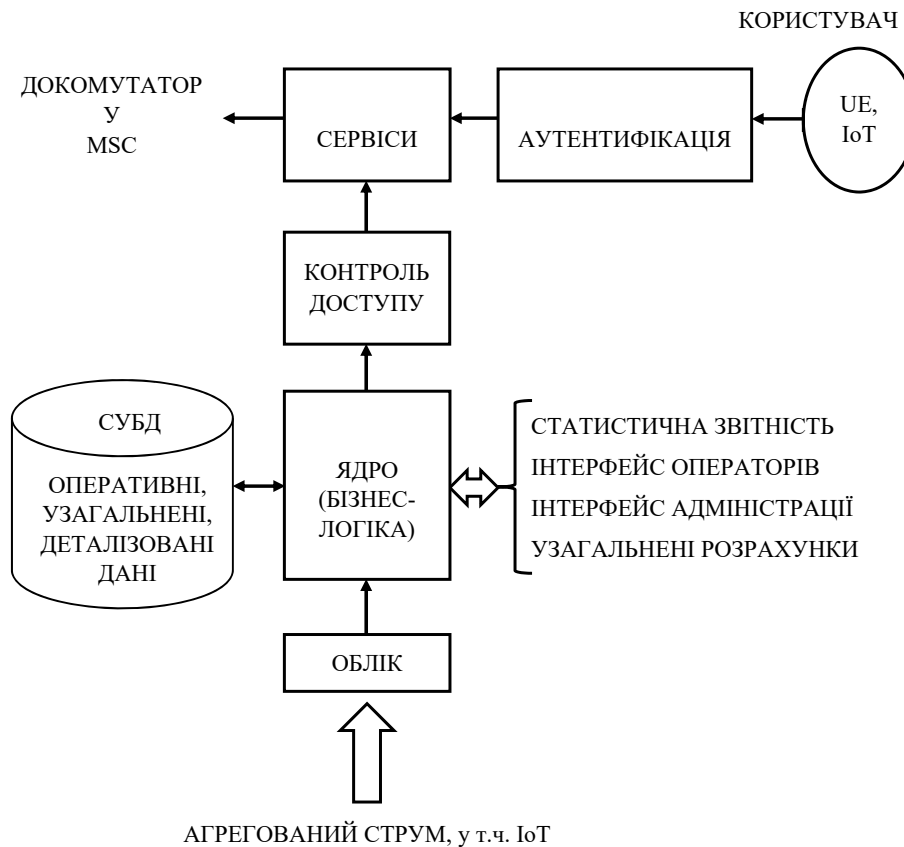 КОРИСТУВАЧ
ДОКОМУТАТОР
У
MSC
СЕРВІСИ
АУТЕНТИФІКАЦІЯ
UE,
IoT
КОНТРОЛЬ
ДОСТУПУ
СУБД
ОПЕРАТИВНІ,
УЗАГАЛЬНЕНІ,
ДЕТАЛІЗОВАНІ
ДАНІ
ЯДРО
(БІЗНЕС-
ЛОГІКА)
СТАТИСТИЧНА ЗВІТНІСТЬ
ІНТЕРФЕЙС ОПЕРАТОРІВ
ІНТЕРФЕЙС АДМІНІСТРАЦІЇ
УЗАГАЛЬНЕНІ РОЗРАХУНКИ
ОБЛІК
АГРЕГОВАНИЙ СТРУМ, у т.ч. IoT